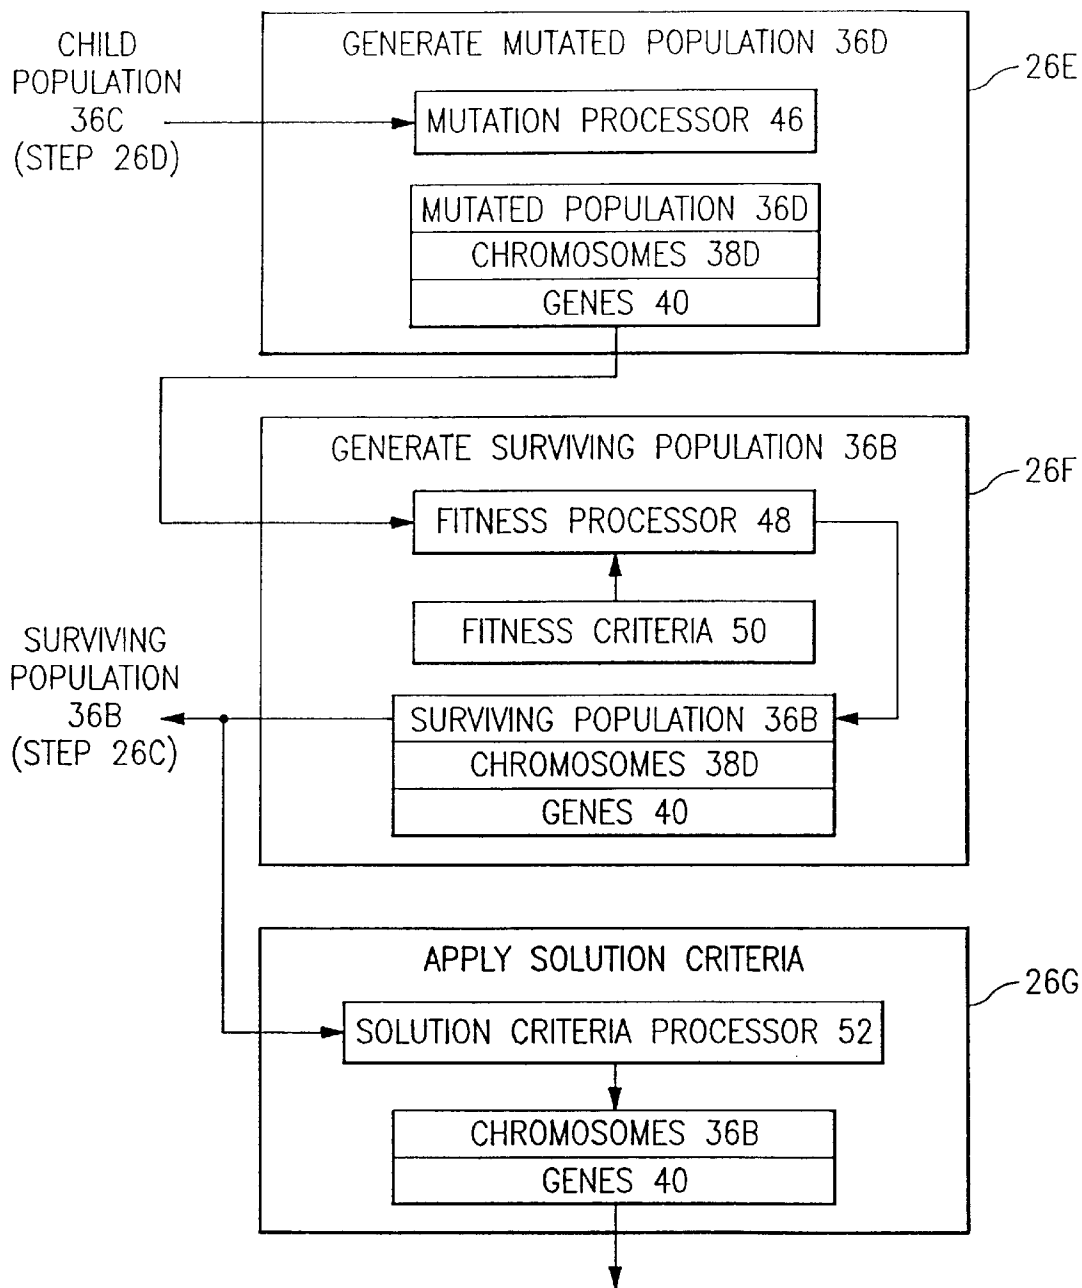 CHILD
POPULATION
36C
(STEP 26D)
GENERATE MUTATED POPULATION 36D
26E
MUTATION PROCESSOR 46
MUTATED POPULATION 36D
CHROMOSOMES 38D
GENES 40
GENERATE SURVIVING POPULATION 36B
26F
FITNESS PROCESSOR 48
FITNESS CRITERIA 50
SURVIVING
POPULATION
36B
(STEP 26C)
SURVIVING POPULATION 36B
CHROMOSOMES 38D
GENES 40
APPLY SOLUTION CRITERIA
26G
SOLUTION CRITERIA PROCESSOR 52
CHROMOSOMES 36B
GENES 40